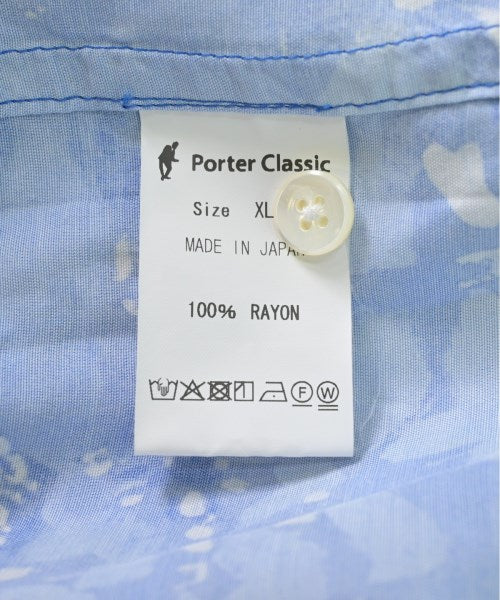 Porter Classic
Size XL
MADE IN JAPAN
100% RAYON
F W